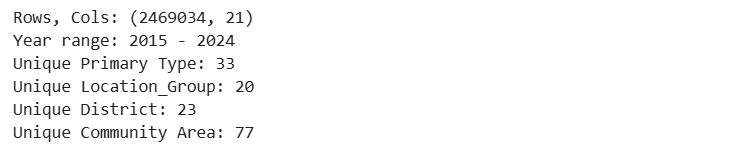 Rows, Cols: (2469034, 21)
Year range: 2015 - 2024
Unique Primary Type: 33
Unique Location_Group: 20
Unique District: 23
Unique Community Area: 77